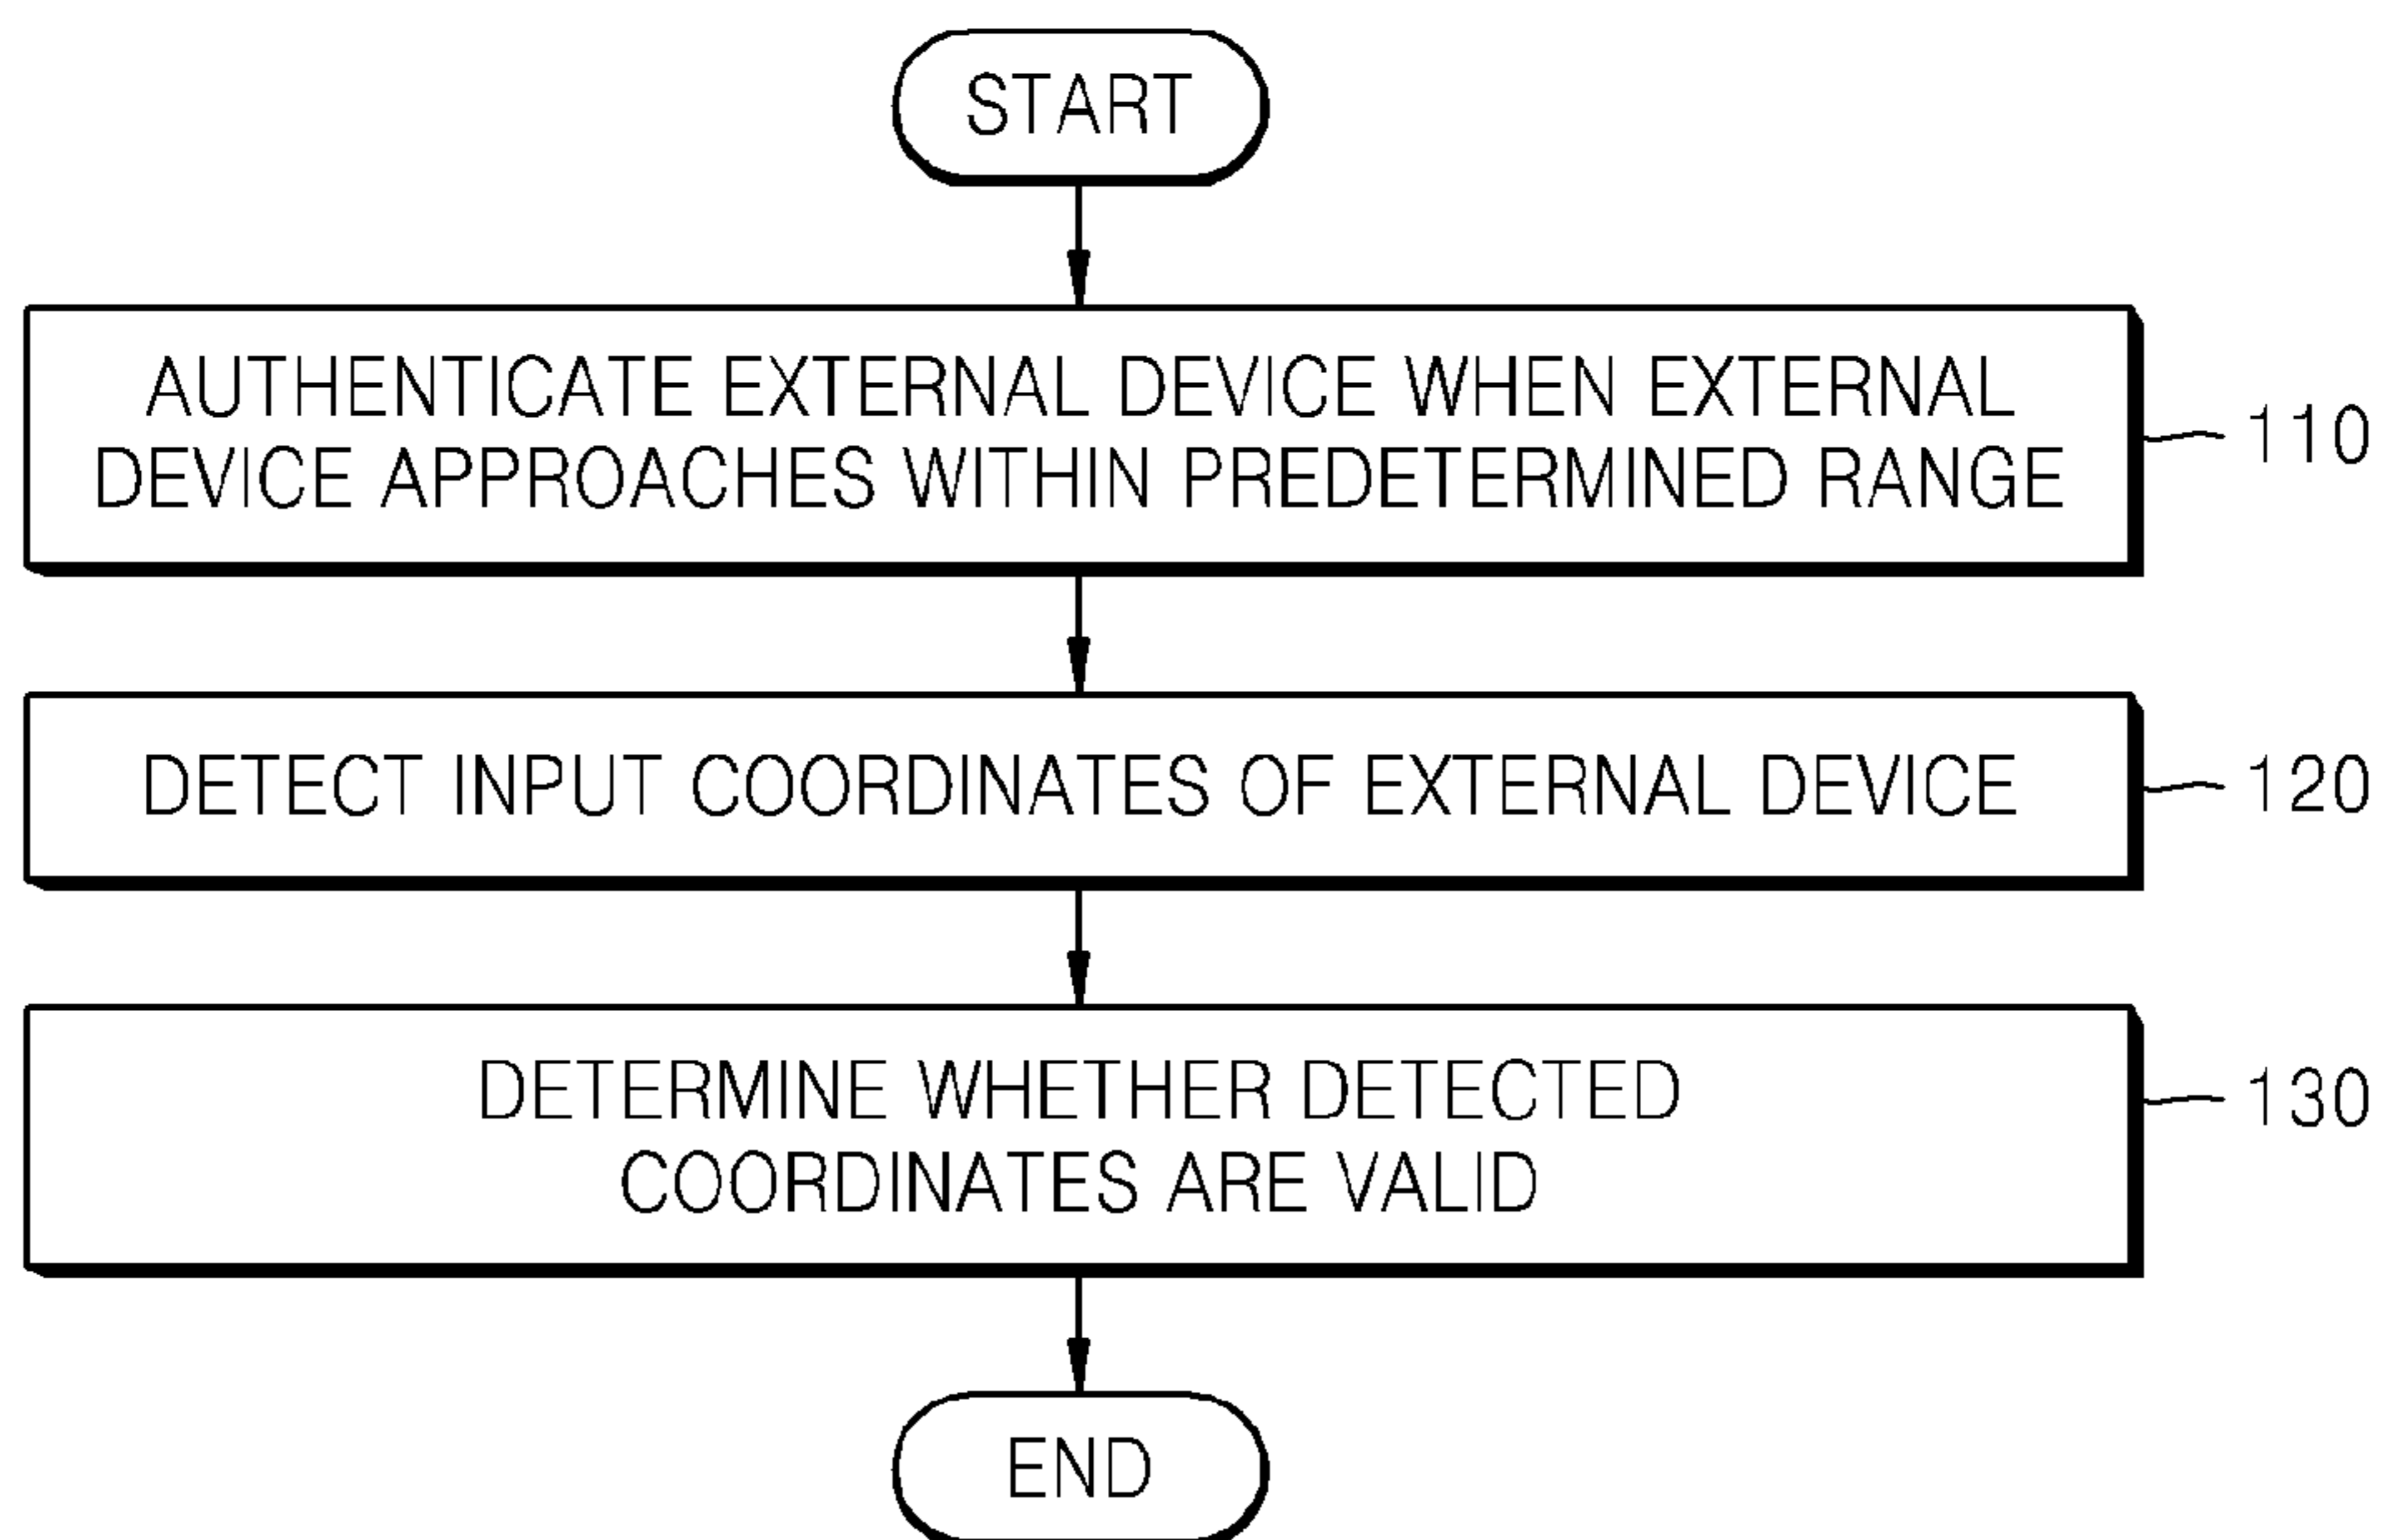 START
AUTHENTICATE EXTERNAL DEVICE WHEN EXTERNAL
DEVICE APPROACHES WITHIN PREDETERMINED RANGE
110
DETECT INPUT COORDINATES OF EXTERNAL DEVICE
120
DETERMINE WHETHER DETECTED
COORDINATES ARE VALID
130
END